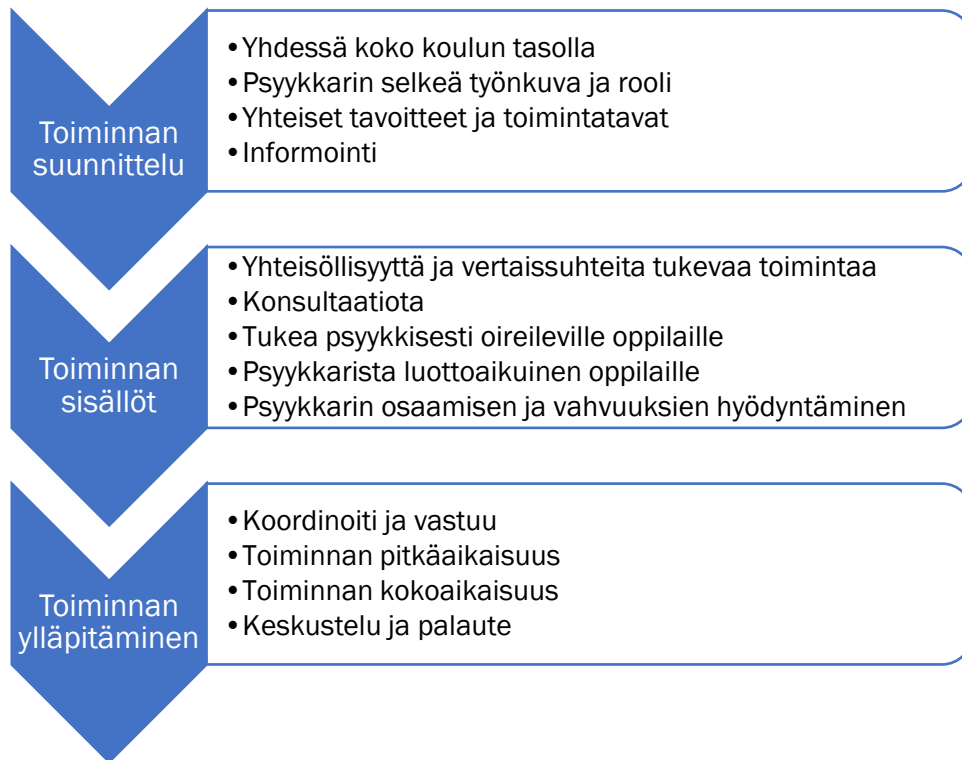 Toiminnan
suunnittelu
•Yhdessä koko koulun tasolla
•Psyykkarin selkeä työnkuva ja rooli
•Yhteiset tavoitteet ja toimintatavat
•Informointi
Toiminnan
sisällöt
•Yhteisöllisyyttä ja vertaissuhteita tukevaa toimintaa
•Konsultaatiota
•Tukea psyykkisesti oireileville oppilaille
•Psyykkarista luottoaikuinen oppilaille
•Psyykkarin osaamisen ja vahvuuksien hyödyntäminen
Toiminnan
ylläpitäminen
•Koordinoiti ja vastuu
•Toiminnan pitkäaikaisuus
•Toiminnan kokoaikaisuus
•Keskustelu ja palaute